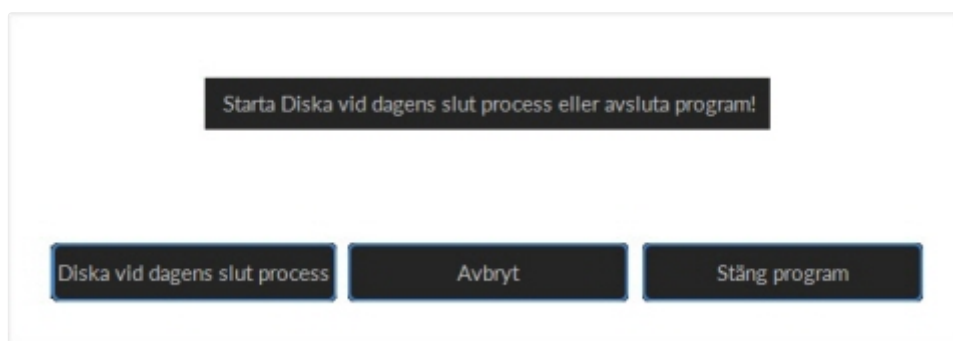 Starta Diska vid dagens slut process eller avsluta program!
Diska vid dagens slut process
Avbryt
Stäng program